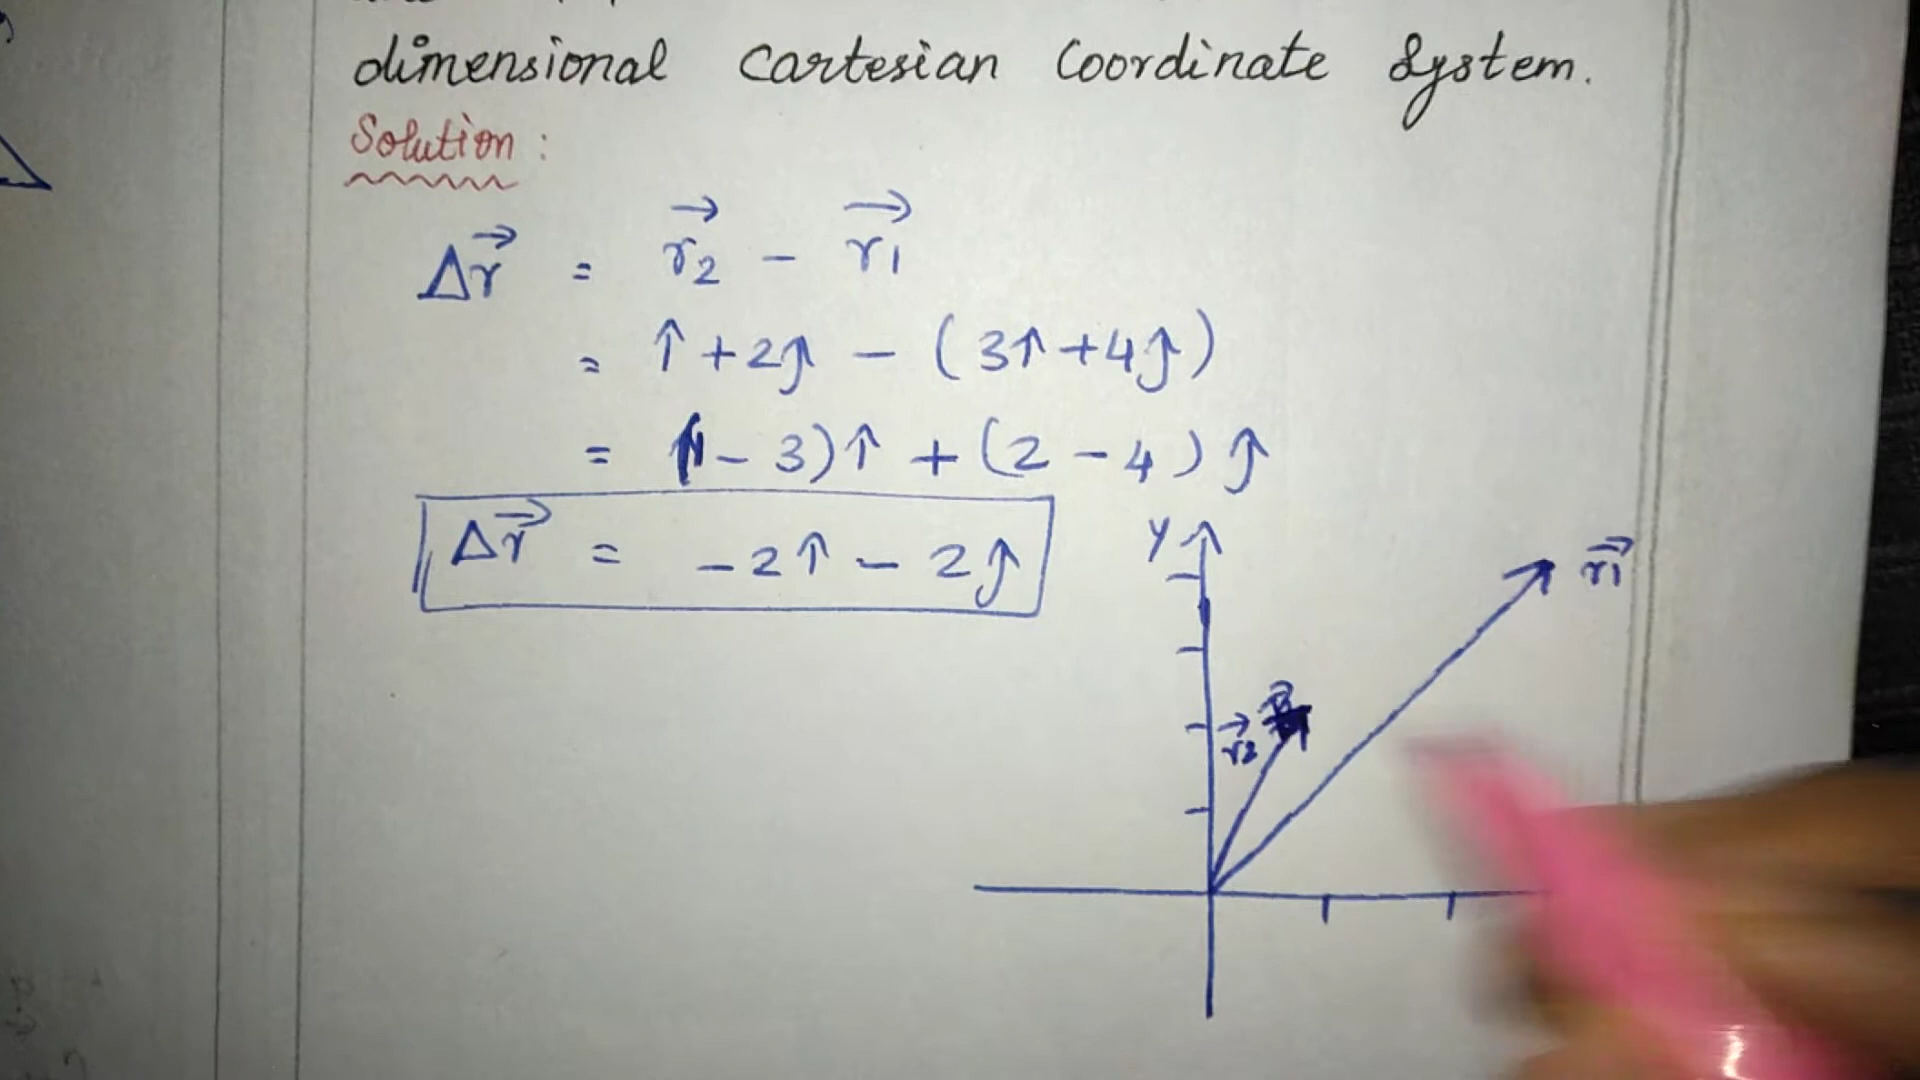 dimensional Cartesian Coordinate System.
Solution :
Δr⃗ = r⃗2 - r⃗1
= î + 2ĵ - (3î + 4ĵ)
= (1 - 3)î + (2 - 4)ĵ
Δr⃗ = -2î - 2ĵ
y
r⃗1
r⃗2